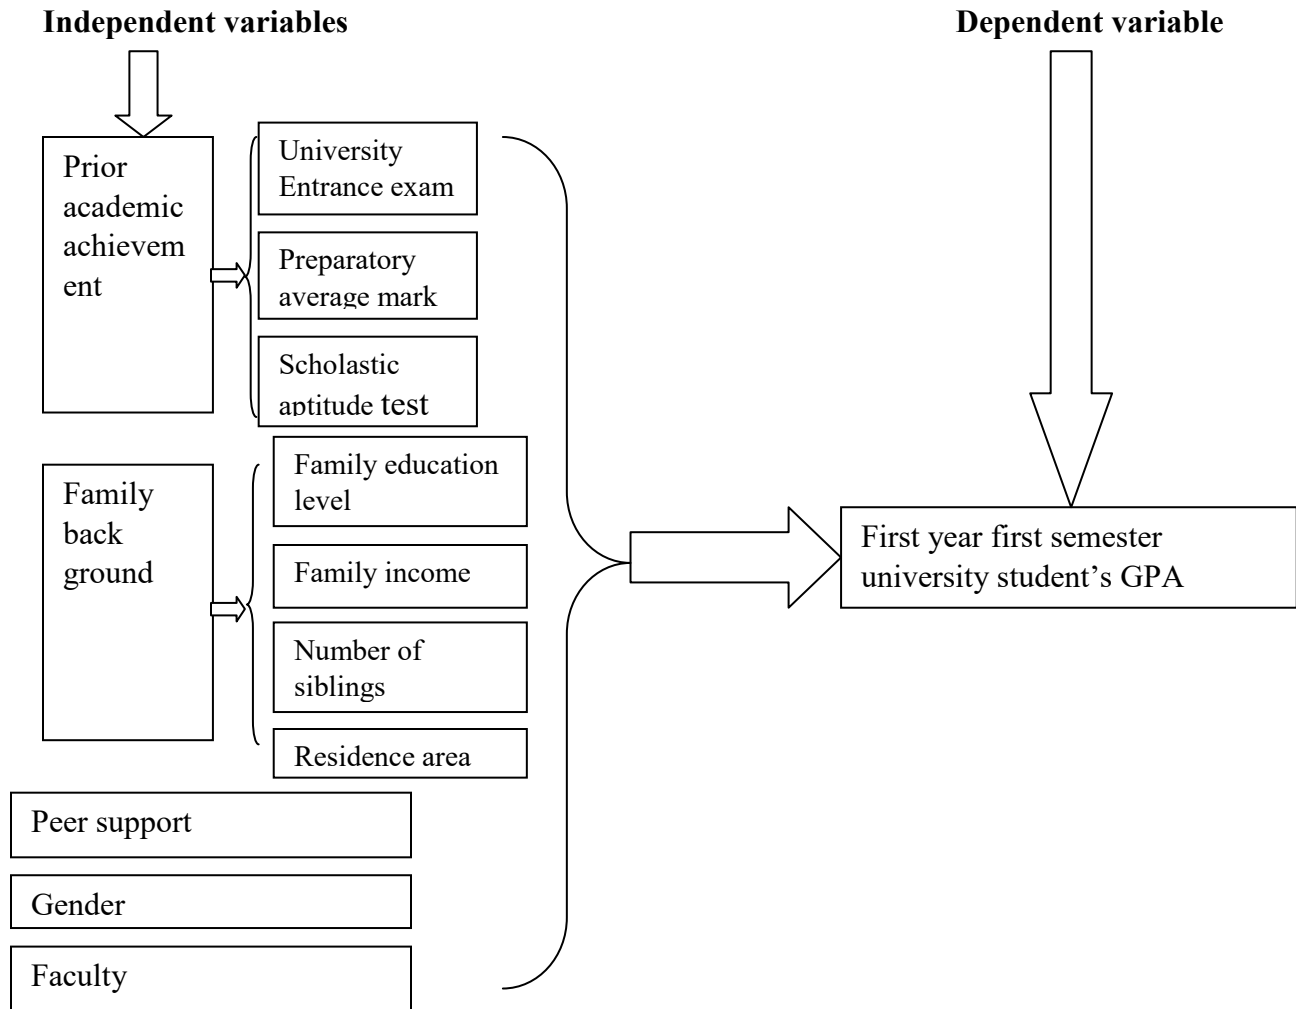 Independent variables
Dependent variable
Prior
academic
achievem
ent
University
Entrance exam
Preparatory
average mark
Scholastic
aptitude test
Family
back
ground
Family education
level
Family income
Number of
siblings
Residence area
Peer support
Gender
Faculty
First year first semester
university student’s GPA